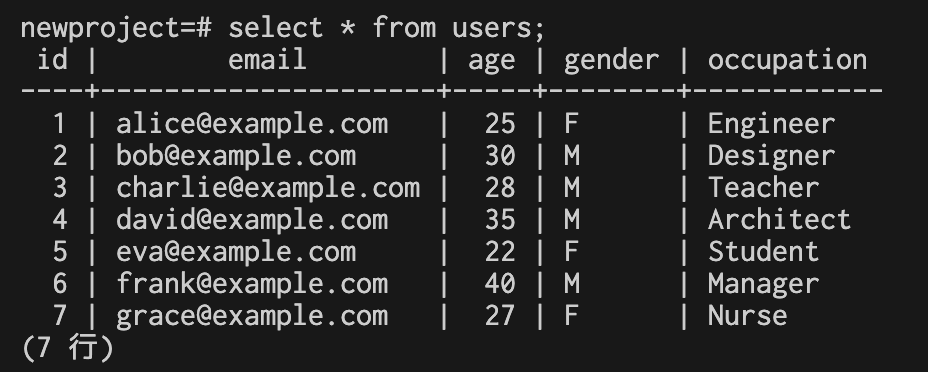 newproject=# select * from users;
 id |        email        | age | gender | occupation
----+---------------------+-----+--------+------------
  1 | alice@example.com   |  25 | F      | Engineer
  2 | bob@example.com     |  30 | M      | Designer
  3 | charlie@example.com |  28 | M      | Teacher
  4 | david@example.com   |  35 | M      | Architect
  5 | eva@example.com     |  22 | F      | Student
  6 | frank@example.com   |  40 | M      | Manager
  7 | grace@example.com   |  27 | F      | Nurse
(7 行)